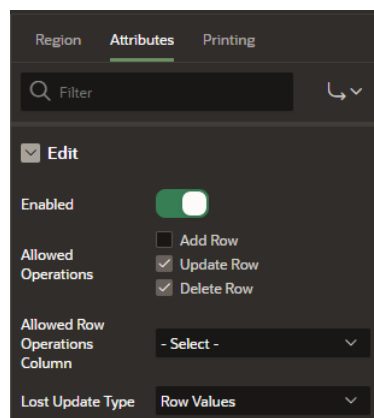 Region Attributes Printing
Filter
Edit
Enabled
Allowed
Operations
Add Row
Update Row
Delete Row
Allowed Row
Operations
Column
- Select -
Lost Update Type Row Values